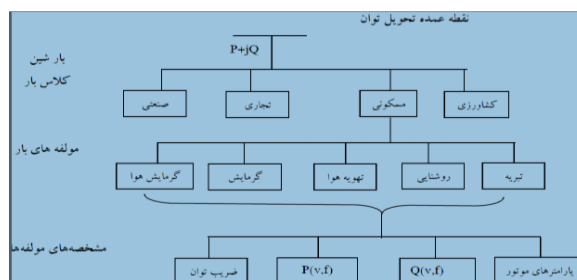 نقطه عمده تحویل توان
P+jQ
بار شین
کلاس بار
کشاورزی
مسکونی
تجاری
صنعتی
مولفه های بار
تبریه
روشنایی
تهویه هوا
گرمایش
گرمایش هوا
مشخصه‌های مولفه‌ها
پارامترهای موتور
Q(v,f)
P(v,f)
ضریب توان